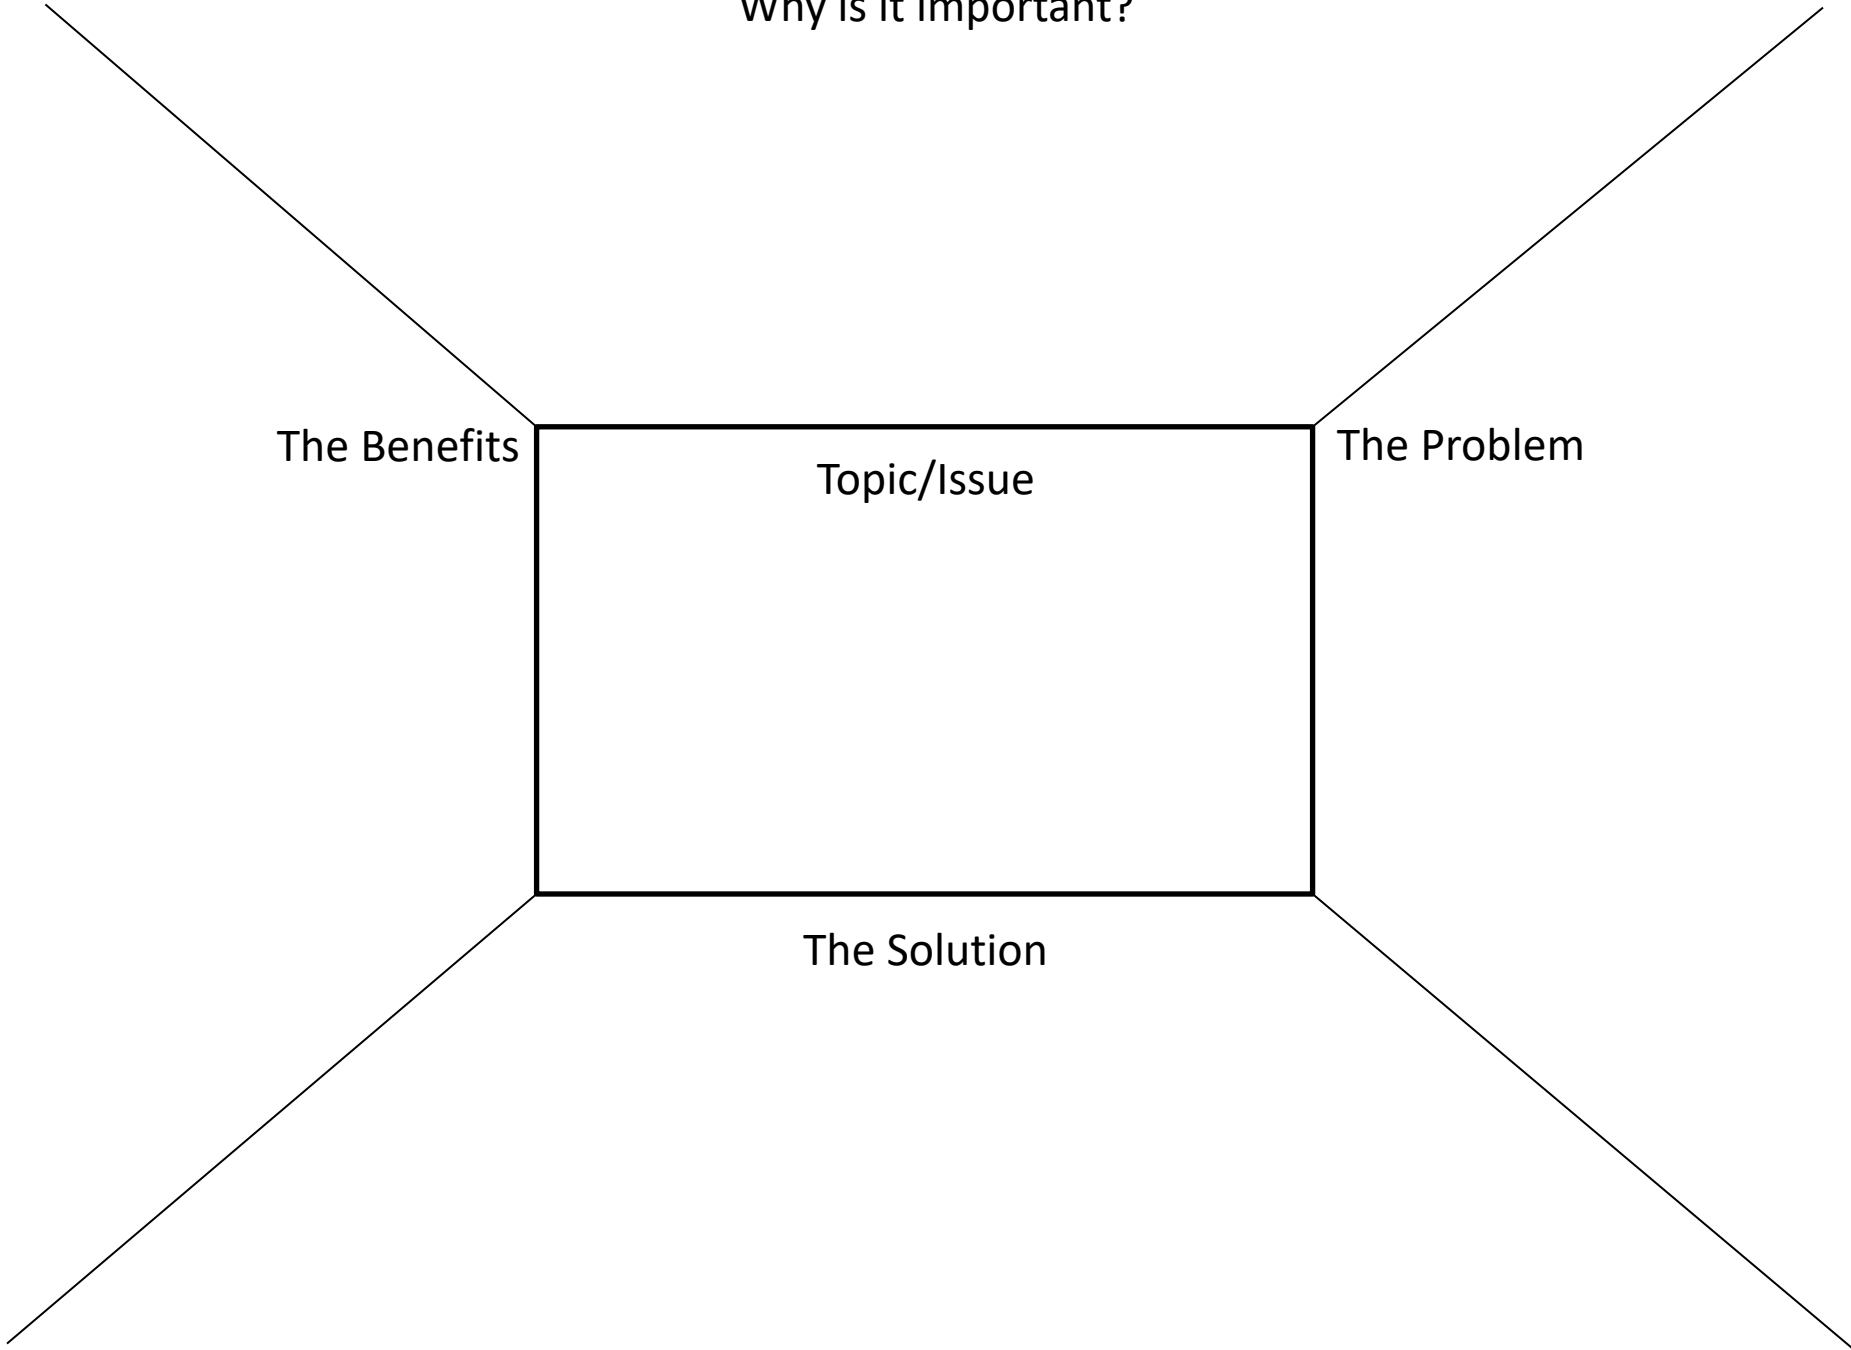 Why is it important?
The Benefits
Topic/Issue
The Problem
The Solution